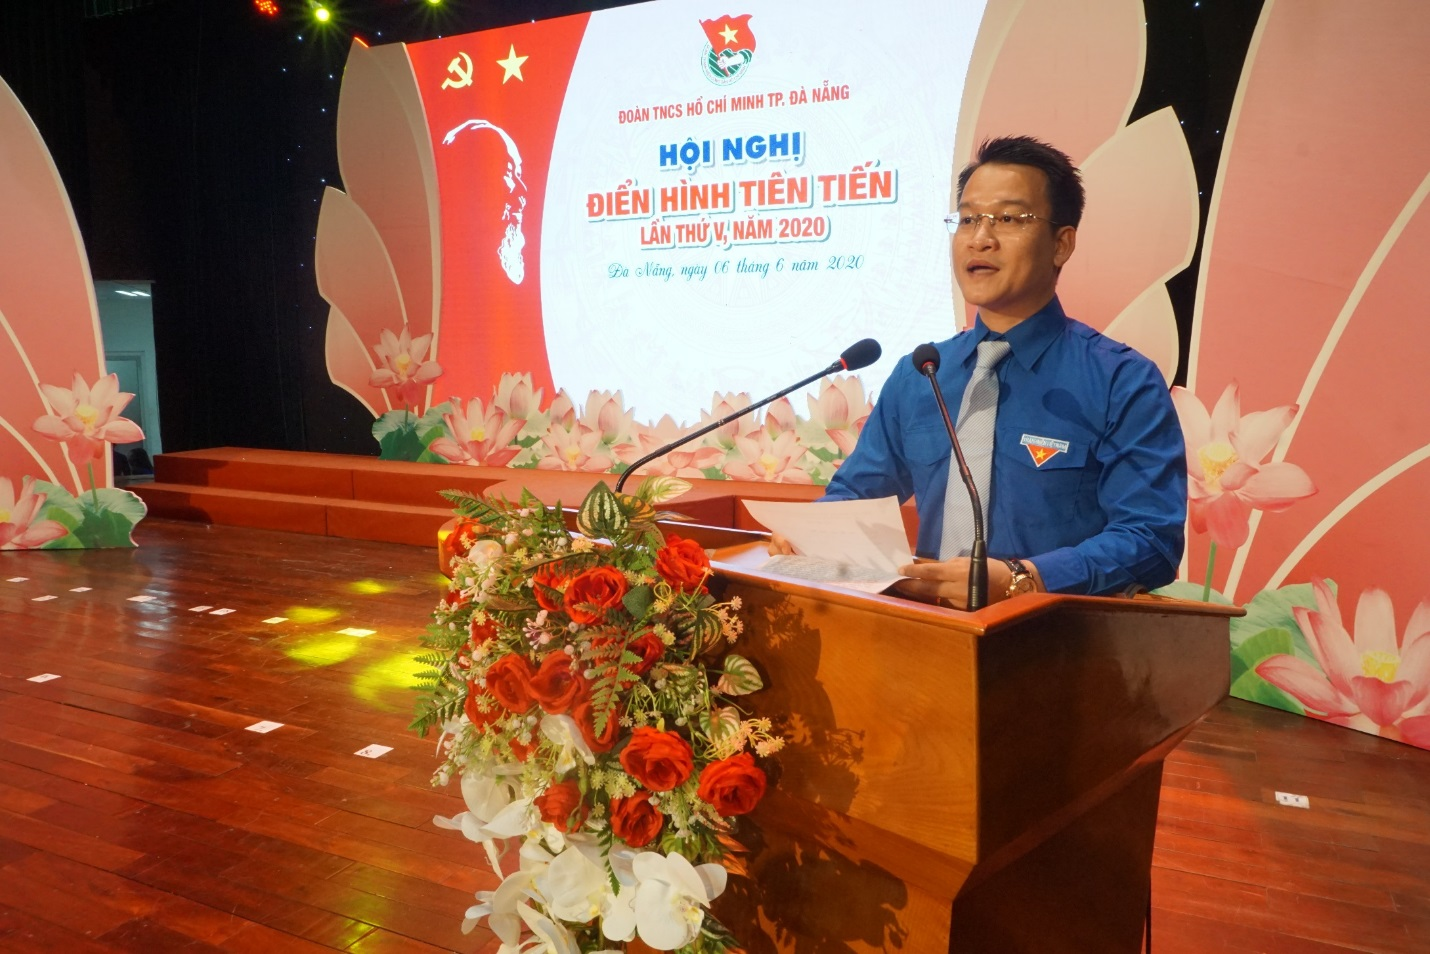 ĐOÀN TNCS HỒ CHÍ MINH TP. ĐÀ NẴNG
HỘI NGHỊ
ĐIỂN HÌNH TIÊN TIẾN
LẦN THỨ V, NĂM 2020
Đà Nẵng, ngày 06 tháng 6 năm 2020